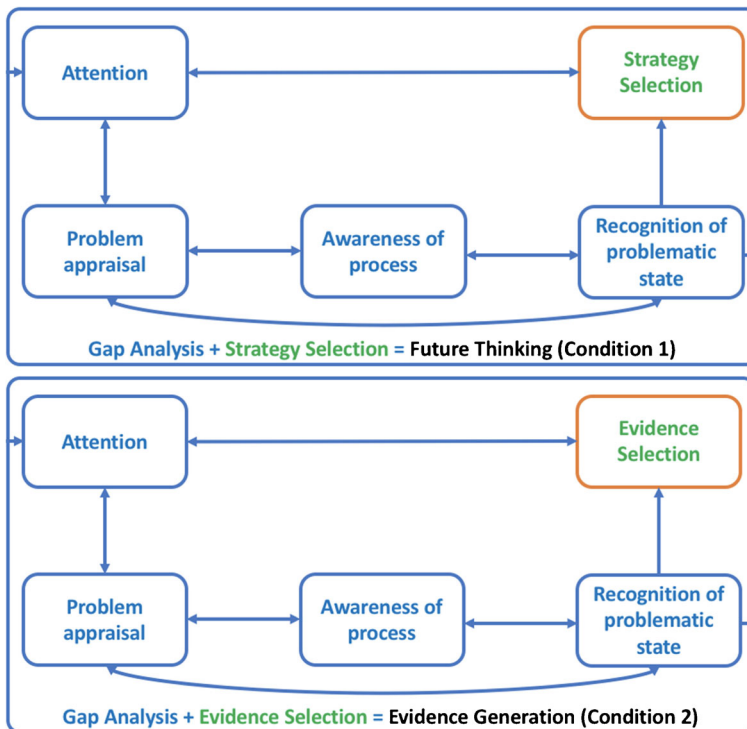 Attention
Strategy
Selection
Problem
appraisal
Awareness of
process
Recognition of
problematic
state
Gap Analysis + Strategy Selection = Future Thinking (Condition 1)
Attention
Evidence
Selection
Problem
appraisal
Awareness of
process
Recognition of
problematic
state
Gap Analysis + Evidence Selection = Evidence Generation (Condition 2)